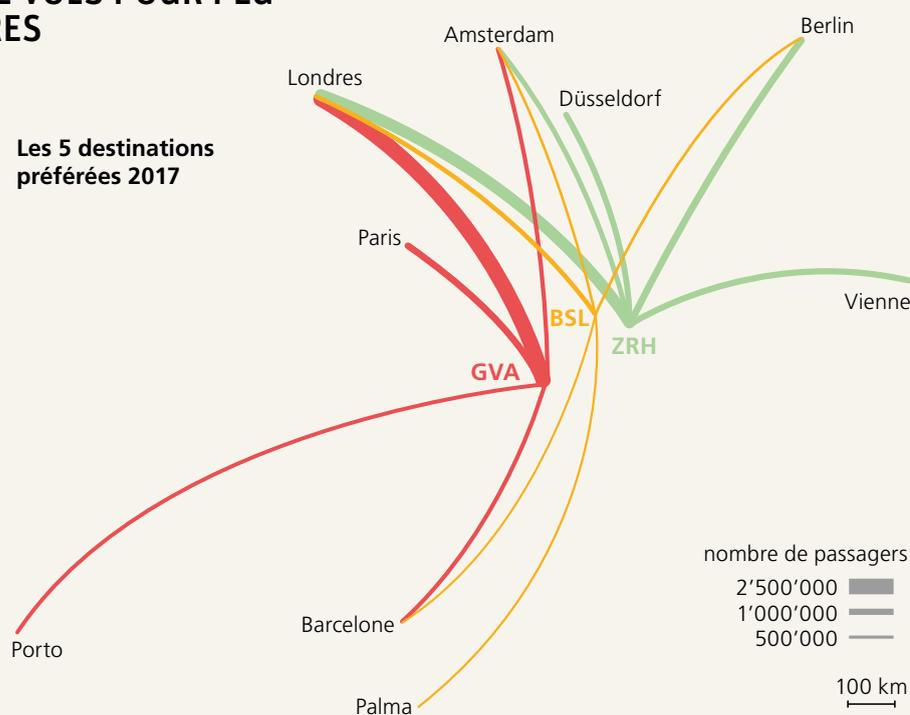 RES
Amsterdam
Berlin
Londres
Düsseldorf
Les 5 destinations
préférées 2017
Paris
Vienne
BSL
ZRH
GVA
nombre de passagers
2’500’000
1’000’000
500’000
Barcelone
Porto
100 km
Palma